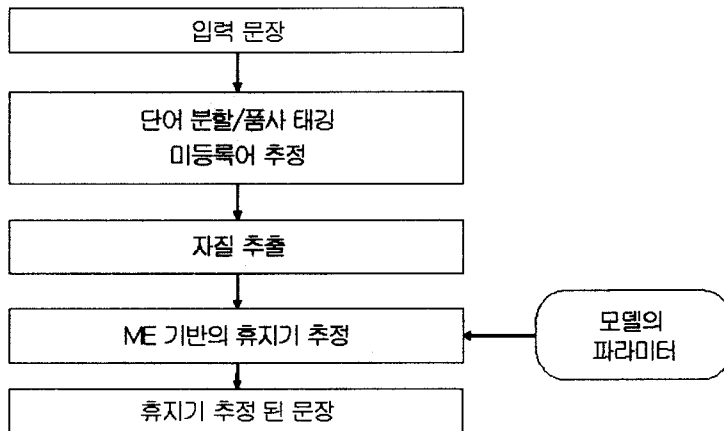 입력 문장
단어 분할/품사 태깅
미등록어 추정
자질 추출
ME 기반의 휴지기 추정
모델의
파라미터
휴지기 추정 된 문장